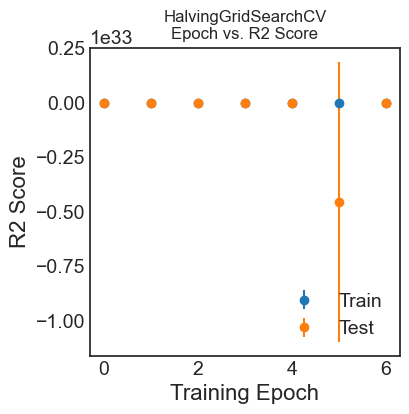 HalvingGridSearchCV
Epoch vs. R2 Score
1e33
0.25
0.00
−0.25
−0.50
−0.75
−1.00
R2 Score
Train
Test
0 2 4 6
Training Epoch